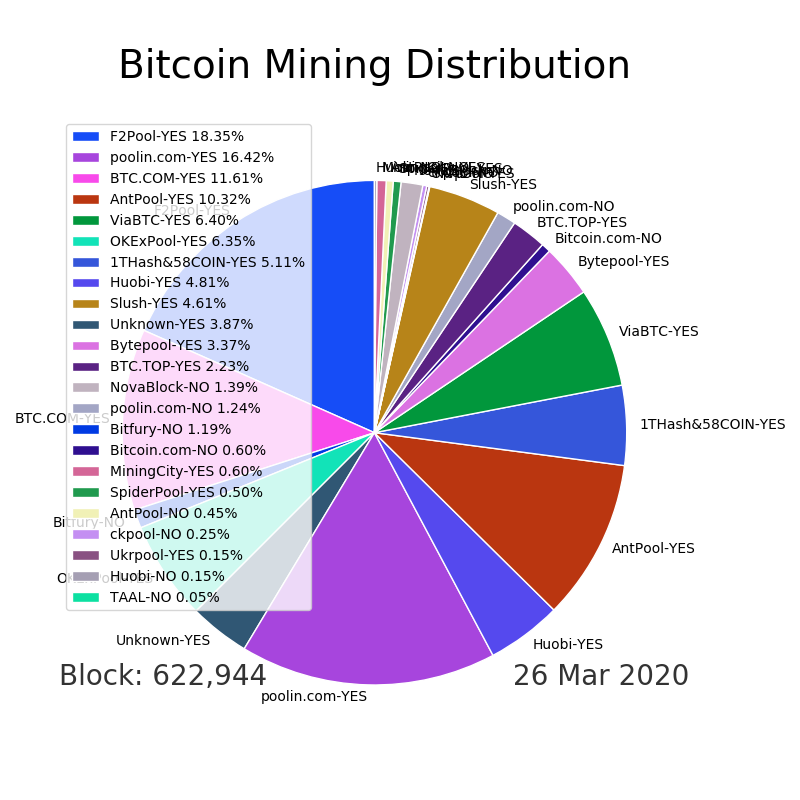 Bitcoin Mining Distribution
F2Pool-YES 18.35%
poolin.com-YES 16.42%
BTC.COM-YES 11.61%
AntPool-YES 10.32%
ViaBTC-YES 6.40%
OKExPool-YES 6.35%
1THash&58COIN-YES 5.11%
Huobi-YES 4.81%
Slush-YES 4.61%
Unknown-YES 3.87%
Bytepool-YES 3.37%
BTC.TOP-YES 2.23%
NovaBlock-NO 1.39%
poolin.com-NO 1.24%
Bitfury-NO 1.19%
Bitcoin.com-NO 0.60%
MiningCity-YES 0.60%
SpiderPool-YES 0.50%
AntPool-NO 0.45%
ckpool-NO 0.25%
Ukrpool-YES 0.15%
Huobi-NO 0.15%
TAAL-NO 0.05%
Slush-YES
poolin.com-NO
BTC.TOP-YES
Bitcoin.com-NO
Bytepool-YES
ViaBTC-YES
1THash&58COIN-YES
AntPool-YES
Huobi-YES
poolin.com-YES
Unknown-YES
Bitfury-NO
BTC.COM-YES
F2Pool-YES
Block: 622,944
26 Mar 2020